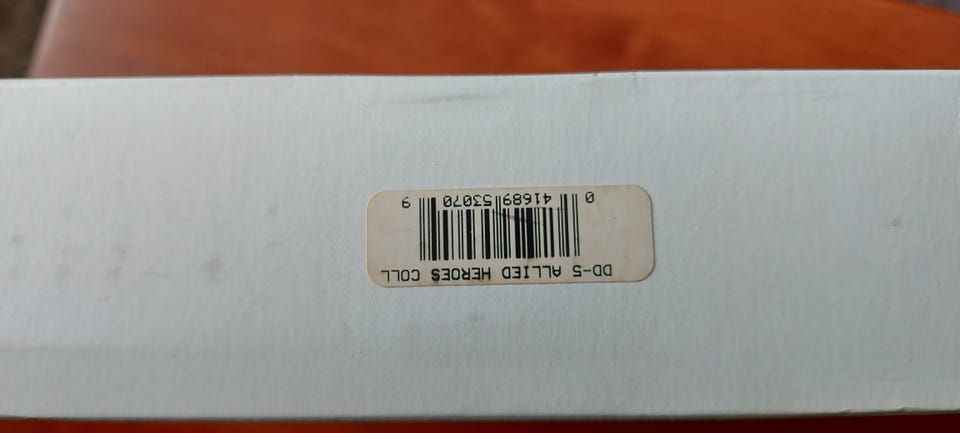 DD-5 ALLIED HEROES COLL
0 41689 53070 9